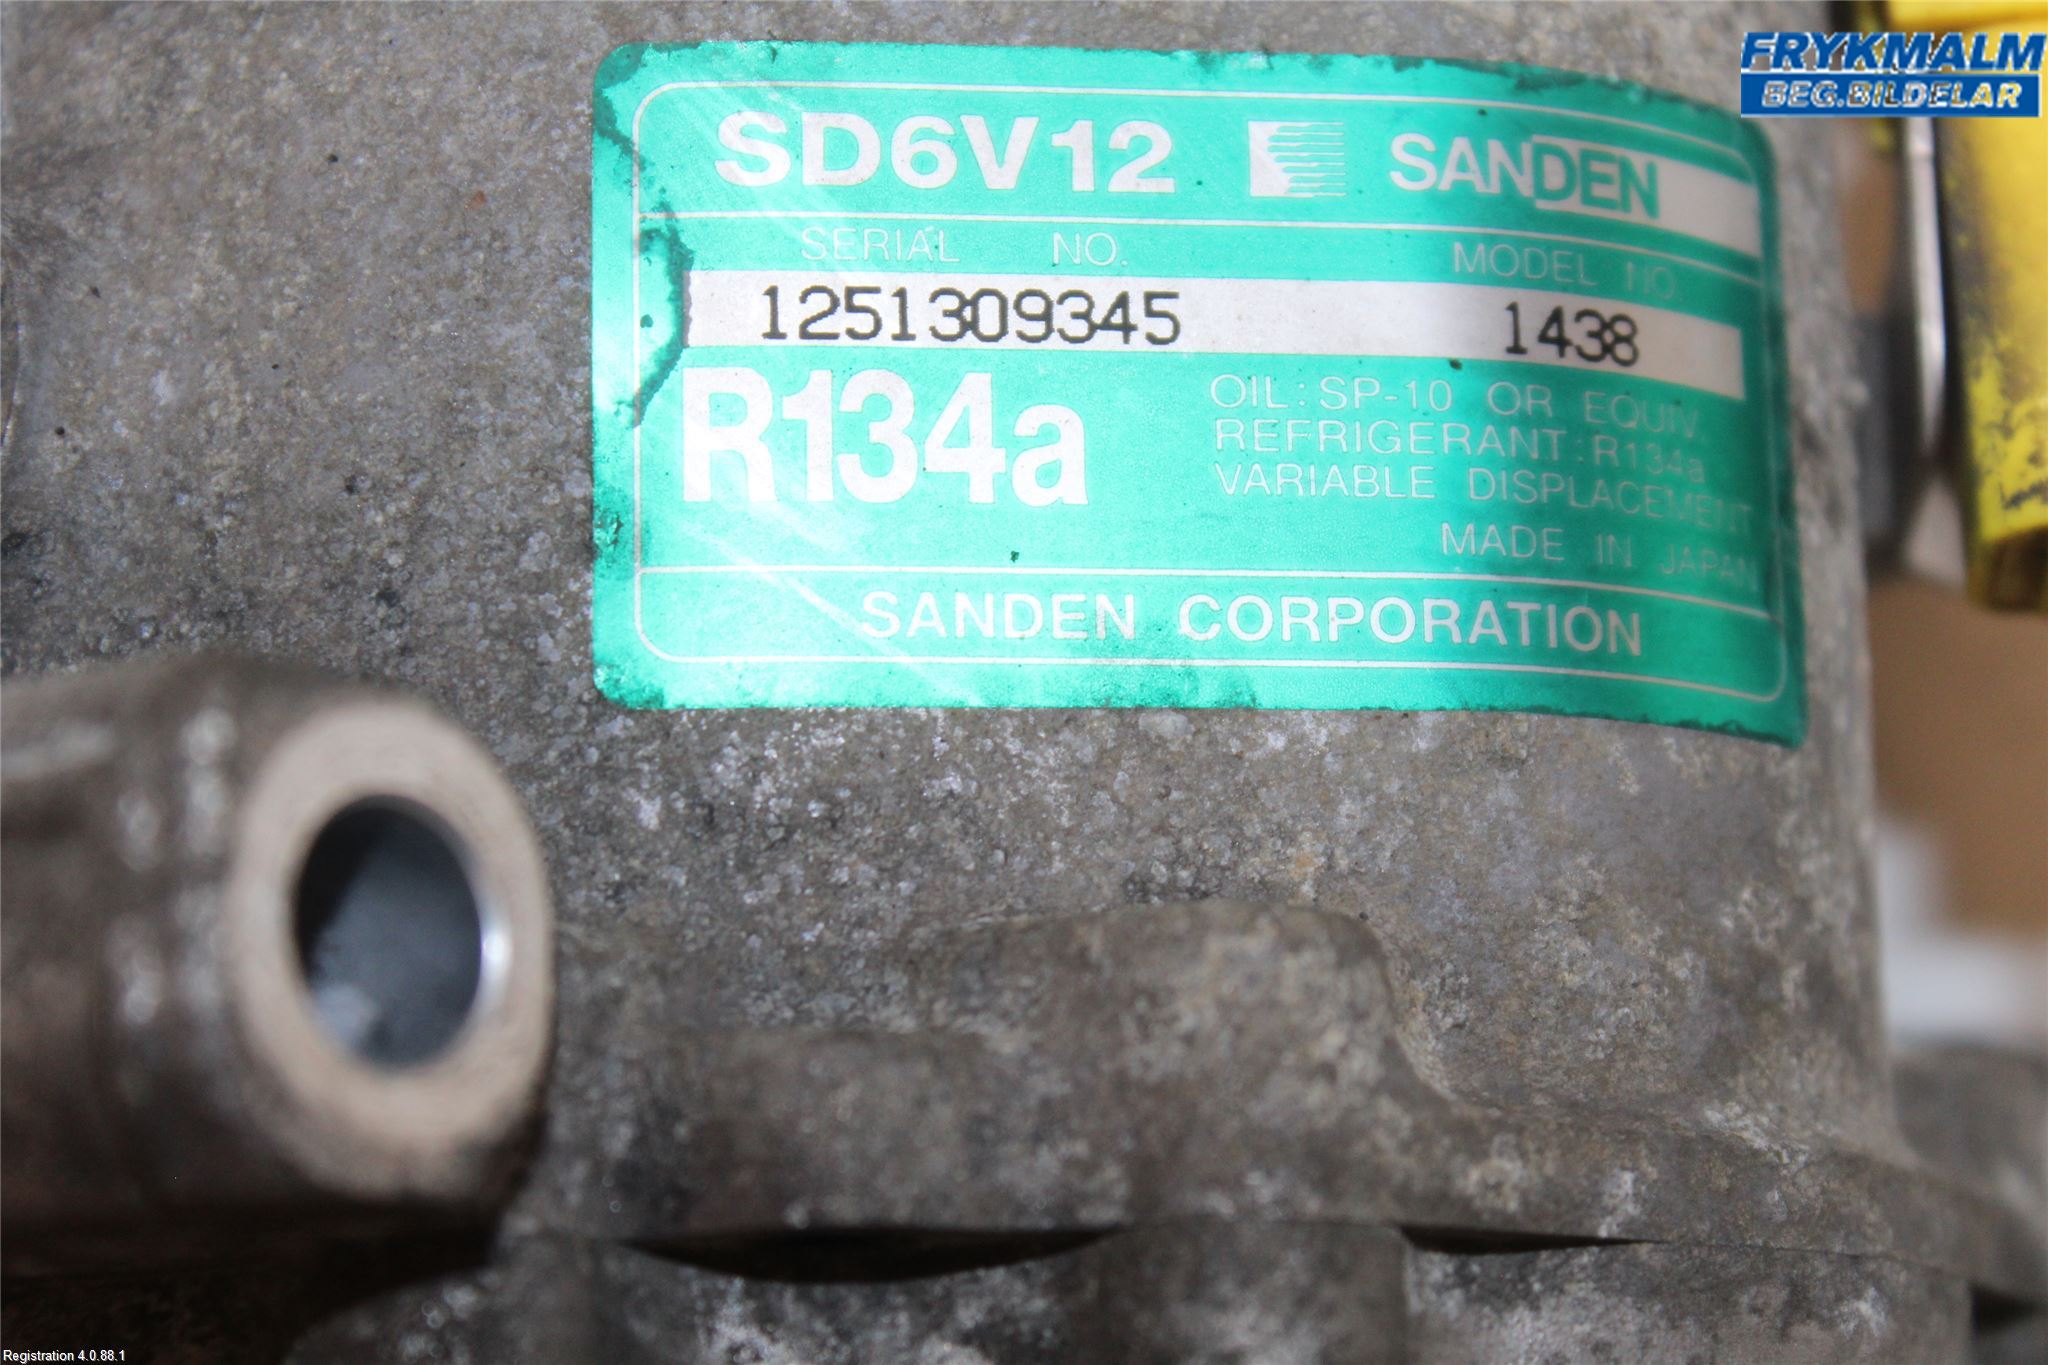 FRYKMALM
BEG.BILDELAR
SD6V12 SANDEN
SERIAL NO. MODEL NO.
1251309345 1438
R134a
OIL:SP-10 OR EQUIV.
REFRIGERANT:R134a
VARIABLE DISPLACEMENT
MADE IN JAPAN
SANDEN CORPORATION
Registration 4.0.88.1